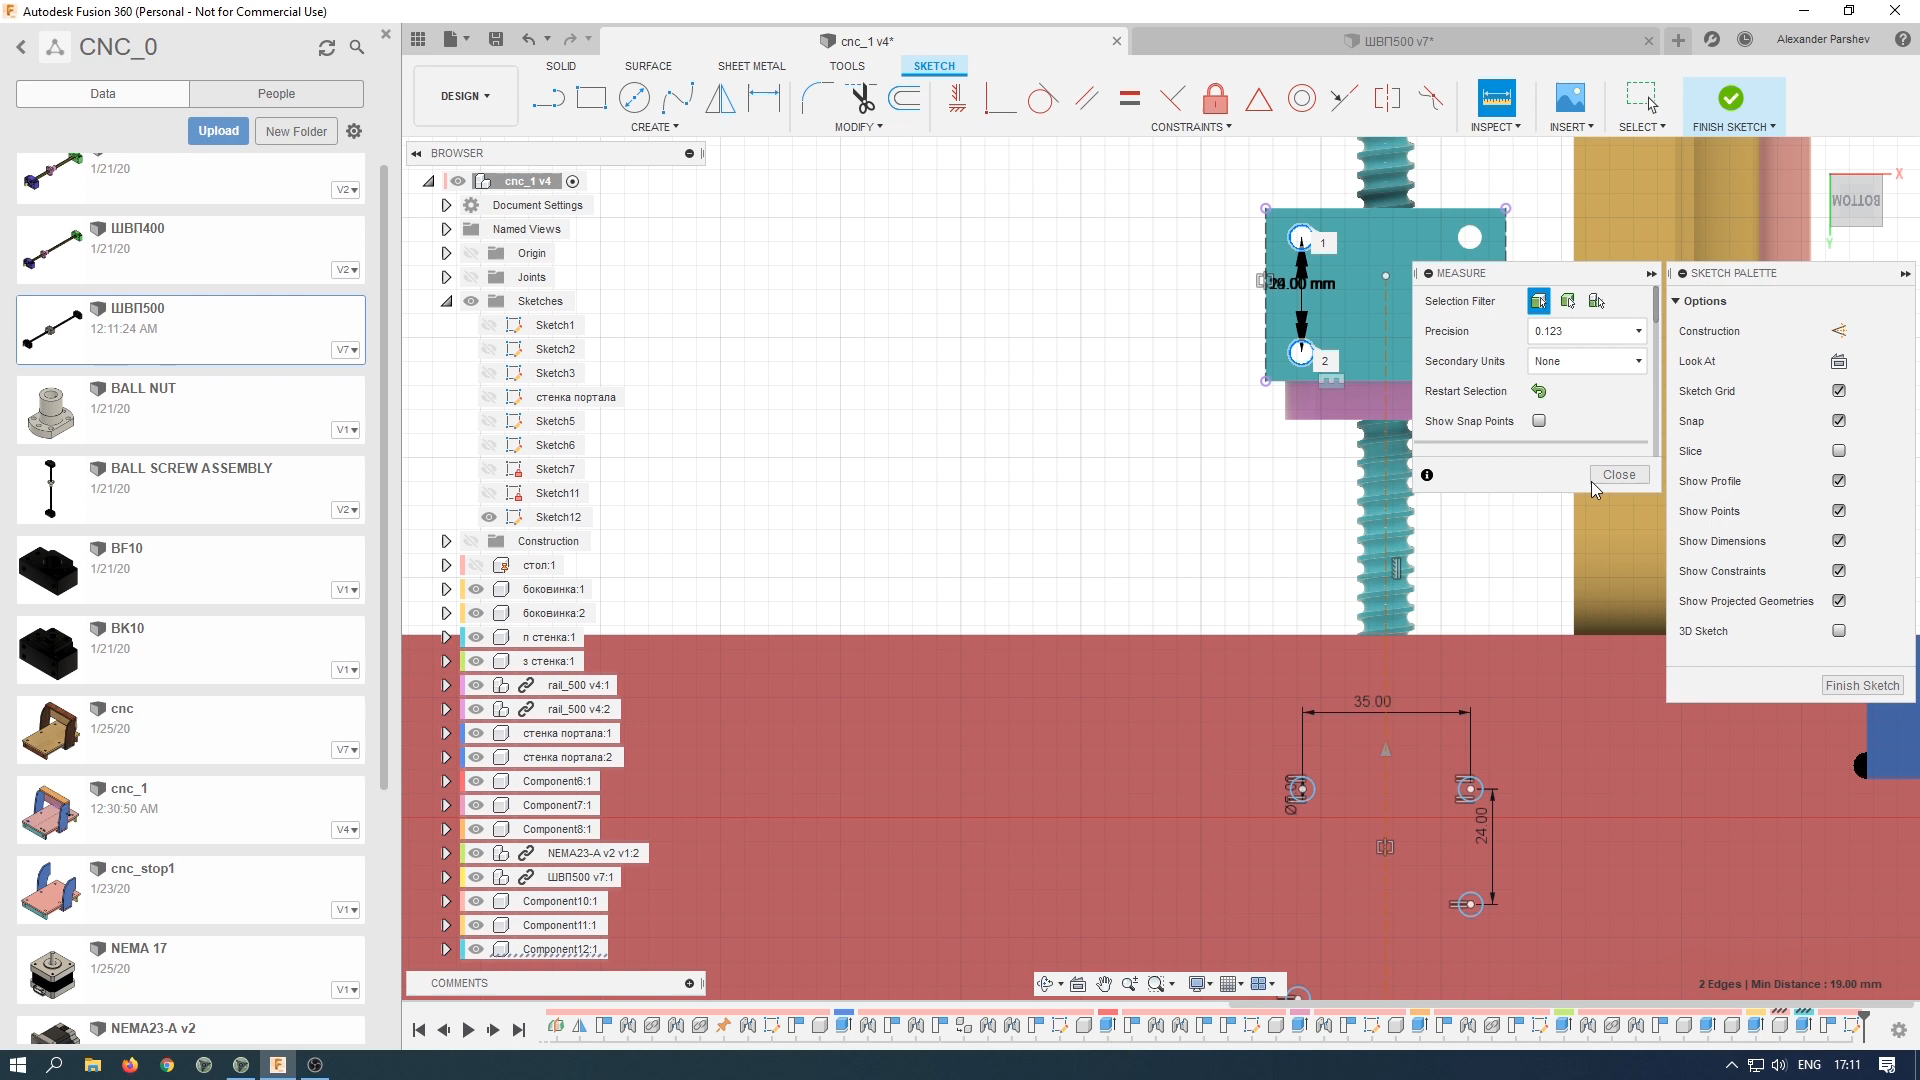 Autodesk Fusion 360 (Personal - Not for Commercial Use)
CNC_0
cnc_1 v4*
ШВП500 v7*
Alexander Parshev
Data
People
Upload
New Folder
DESIGN
SOLID
SURFACE
SHEET METAL
TOOLS
SKETCH
CREATE
MODIFY
CONSTRAINTS
INSPECT
INSERT
SELECT
FINISH SKETCH
1/21/20
V2
ШВП400
1/21/20
V2
ШВП500
12:11:24 AM
V7
BALL NUT
1/21/20
V1
BALL SCREW ASSEMBLY
1/21/20
V2
BF10
1/21/20
V1
BK10
1/21/20
V1
cnc
1/25/20
V7
cnc_1
12:30:50 AM
V4
cnc_stop1
1/23/20
V1
NEMA 17
1/25/20
V1
NEMA23-A v2
BROWSER
cnc_1 v4
Document Settings
Named Views
Origin
Joints
Sketches
Sketch1
Sketch2
Sketch3
стенка портала
Sketch5
Sketch6
Sketch7
Sketch11
Sketch12
Construction
стол:1
боковинка:1
боковинка:2
п стенка:1
з стенка:1
rail_500 v4:1
rail_500 v4:2
стенка портала:1
стенка портала:2
Component6:1
Component7:1
Component8:1
NEMA23-A v2 v1:2
ШВП500 v7:1
Component10:1
Component11:1
Component12:1
COMMENTS
1
2
35.00
24.00
BOTTOM
X
Y
MEASURE
Selection Filter
Precision
0.123
Secondary Units
None
Restart Selection
Show Snap Points
Close
SKETCH PALETTE
Options
Construction
Look At
Sketch Grid
Snap
Slice
Show Profile
Show Points
Show Dimensions
Show Constraints
Show Projected Geometries
3D Sketch
Finish Sketch
2 Edges | Min Distance : 19.00 mm
ENG
17:11